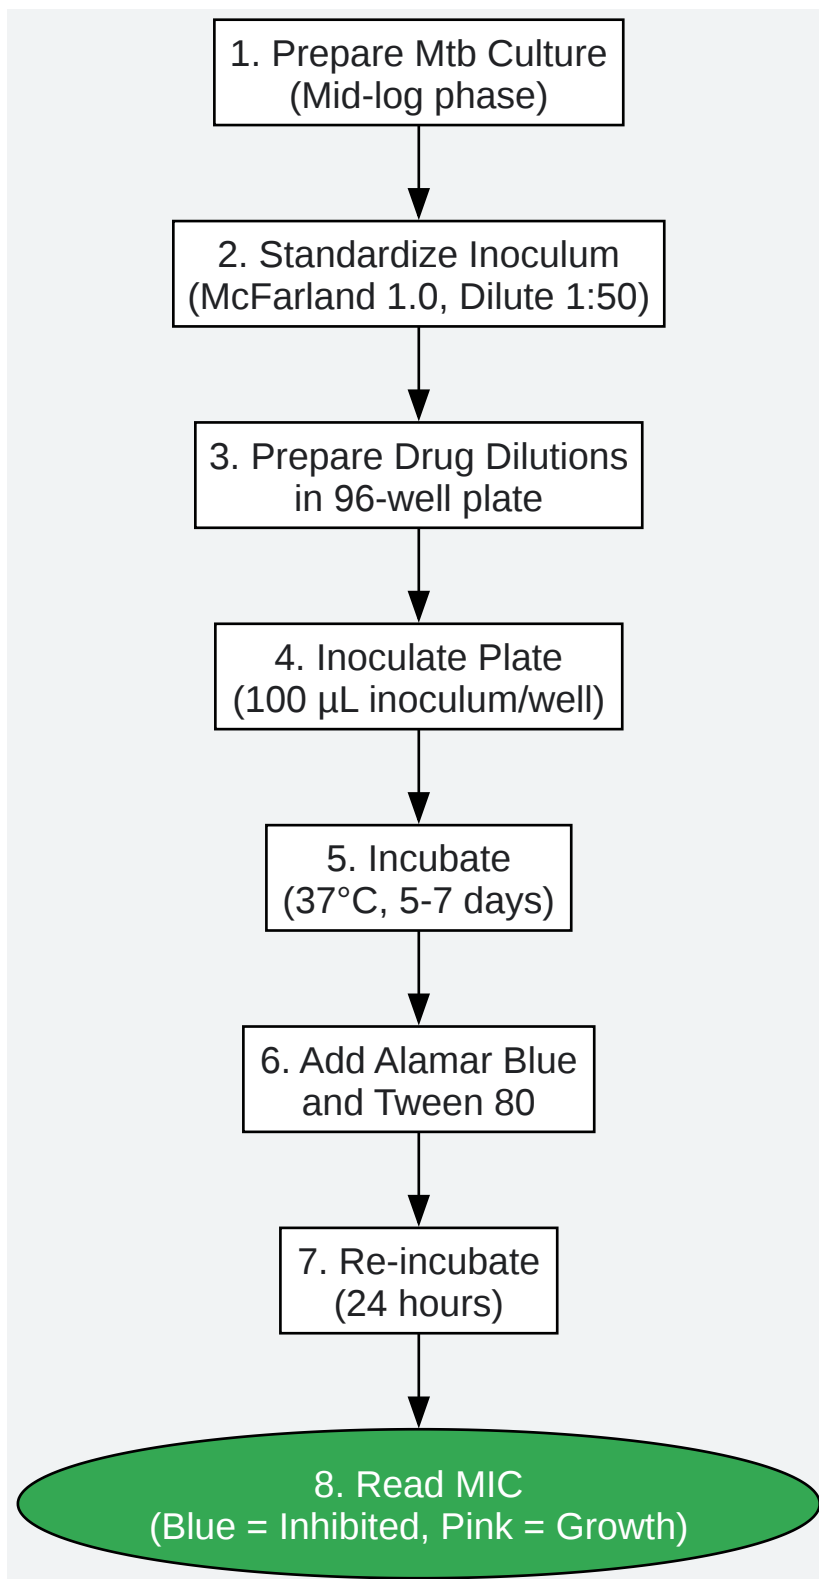 1. Prepare Mtb Culture
(Mid-log phase)
2. Standardize Inoculum
(McFarland 1.0, Dilute 1:50)
3. Prepare Drug Dilutions
in 96-well plate
4. Inoculate Plate
(100 µL inoculum/well)
5. Incubate
(37°C, 5-7 days)
6. Add Alamar Blue
and Tween 80
7. Re-incubate
(24 hours)
8. Read MIC
(Blue = Inhibited, Pink = Growth)